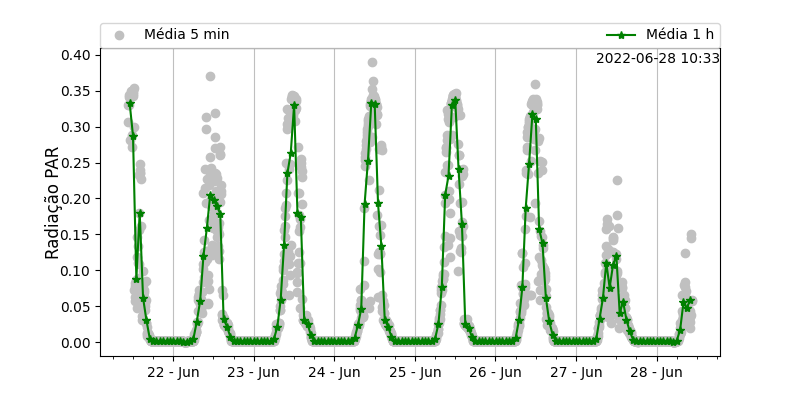 Média 5 min
Média 1 h
2022-06-28 10:33
Radiação PAR
0.40
0.35
0.30
0.25
0.20
0.15
0.10
0.05
0.00
22 - Jun
23 - Jun
24 - Jun
25 - Jun
26 - Jun
27 - Jun
28 - Jun